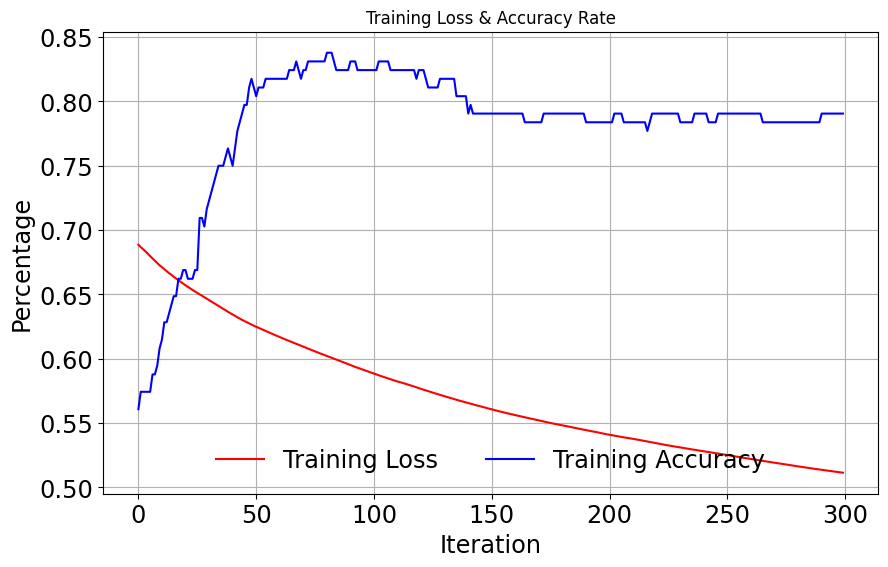 Training Loss & Accuracy Rate
0.85
0.80
0.75
0.70
0.65
0.60
0.55
0.50
Percentage
Training Loss Training Accuracy
0 50 100 150 200 250 300
Iteration